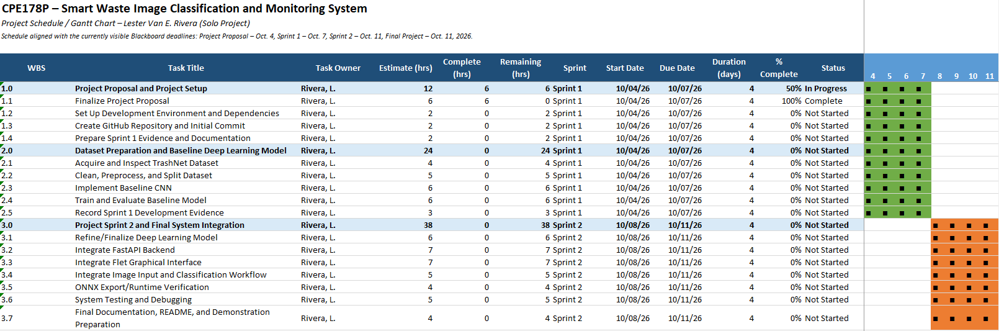 CPE178P – Smart Waste Image Classification and Monitoring System
Project Schedule / Gantt Chart – Lester Van E. Rivera (Solo Project)
Schedule aligned with the currently visible Blackboard deadlines: Project Proposal – Oct. 4, Sprint 1 – Oct. 7, Sprint 2 – Oct. 11, Final Project – Oct. 11, 2026.
WBS Task Title Task Owner Estimate (hrs) Complete (hrs) Remaining (hrs) Sprint Start Date Due Date Duration (days) % Complete Status 4 5 6 7 8 9 10 11
1.0 Project Proposal and Project Setup Rivera, L. 12 6 6 Sprint 1 10/04/26 10/07/26 4 50% In Progress ■ ■ ■ ■
1.1 Finalize Project Proposal Rivera, L. 6 6 0 Sprint 1 10/04/26 10/07/26 4 100% Complete ■ ■ ■ ■
1.2 Set Up Development Environment and Dependencies Rivera, L. 2 0 2 Sprint 1 10/04/26 10/07/26 4 0% Not Started ■ ■ ■ ■
1.3 Create GitHub Repository and Initial Commit Rivera, L. 2 0 2 Sprint 1 10/04/26 10/07/26 4 0% Not Started ■ ■ ■ ■
1.4 Prepare Sprint 1 Evidence and Documentation Rivera, L. 2 0 2 Sprint 1 10/04/26 10/07/26 4 0% Not Started ■ ■ ■ ■
2.0 Dataset Preparation and Baseline Deep Learning Model Rivera, L. 24 0 24 Sprint 1 10/04/26 10/07/26 4 0% Not Started ■ ■ ■ ■
2.1 Acquire and Inspect TrashNet Dataset Rivera, L. 4 0 4 Sprint 1 10/04/26 10/07/26 4 0% Not Started ■ ■ ■ ■
2.2 Clean, Preprocess, and Split Dataset Rivera, L. 5 0 5 Sprint 1 10/04/26 10/07/26 4 0% Not Started ■ ■ ■ ■
2.3 Implement Baseline CNN Rivera, L. 6 0 6 Sprint 1 10/04/26 10/07/26 4 0% Not Started ■ ■ ■ ■
2.4 Train and Evaluate Baseline Model Rivera, L. 6 0 6 Sprint 1 10/04/26 10/07/26 4 0% Not Started ■ ■ ■ ■
2.5 Record Sprint 1 Development Evidence Rivera, L. 3 0 3 Sprint 1 10/04/26 10/07/26 4 0% Not Started ■ ■ ■ ■
3.0 Project Sprint 2 and Final System Integration Rivera, L. 38 0 38 Sprint 2 10/08/26 10/11/26 4 0% Not Started ■ ■ ■ ■
3.1 Refine/Finalize Deep Learning Model Rivera, L. 6 0 6 Sprint 2 10/08/26 10/11/26 4 0% Not Started ■ ■ ■ ■
3.2 Integrate FastAPI Backend Rivera, L. 7 0 7 Sprint 2 10/08/26 10/11/26 4 0% Not Started ■ ■ ■ ■
3.3 Integrate Flet Graphical Interface Rivera, L. 7 0 7 Sprint 2 10/08/26 10/11/26 4 0% Not Started ■ ■ ■ ■
3.4 Integrate Image Input and Classification Workflow Rivera, L. 5 0 5 Sprint 2 10/08/26 10/11/26 4 0% Not Started ■ ■ ■ ■
3.5 ONNX Export/Runtime Verification Rivera, L. 4 0 4 Sprint 2 10/08/26 10/11/26 4 0% Not Started ■ ■ ■ ■
3.6 System Testing and Debugging Rivera, L. 5 0 5 Sprint 2 10/08/26 10/11/26 4 0% Not Started ■ ■ ■ ■
3.7 Final Documentation, README, and Demonstration Preparation Rivera, L. 4 0 4 Sprint 2 10/08/26 10/11/26 4 0% Not Started ■ ■ ■ ■